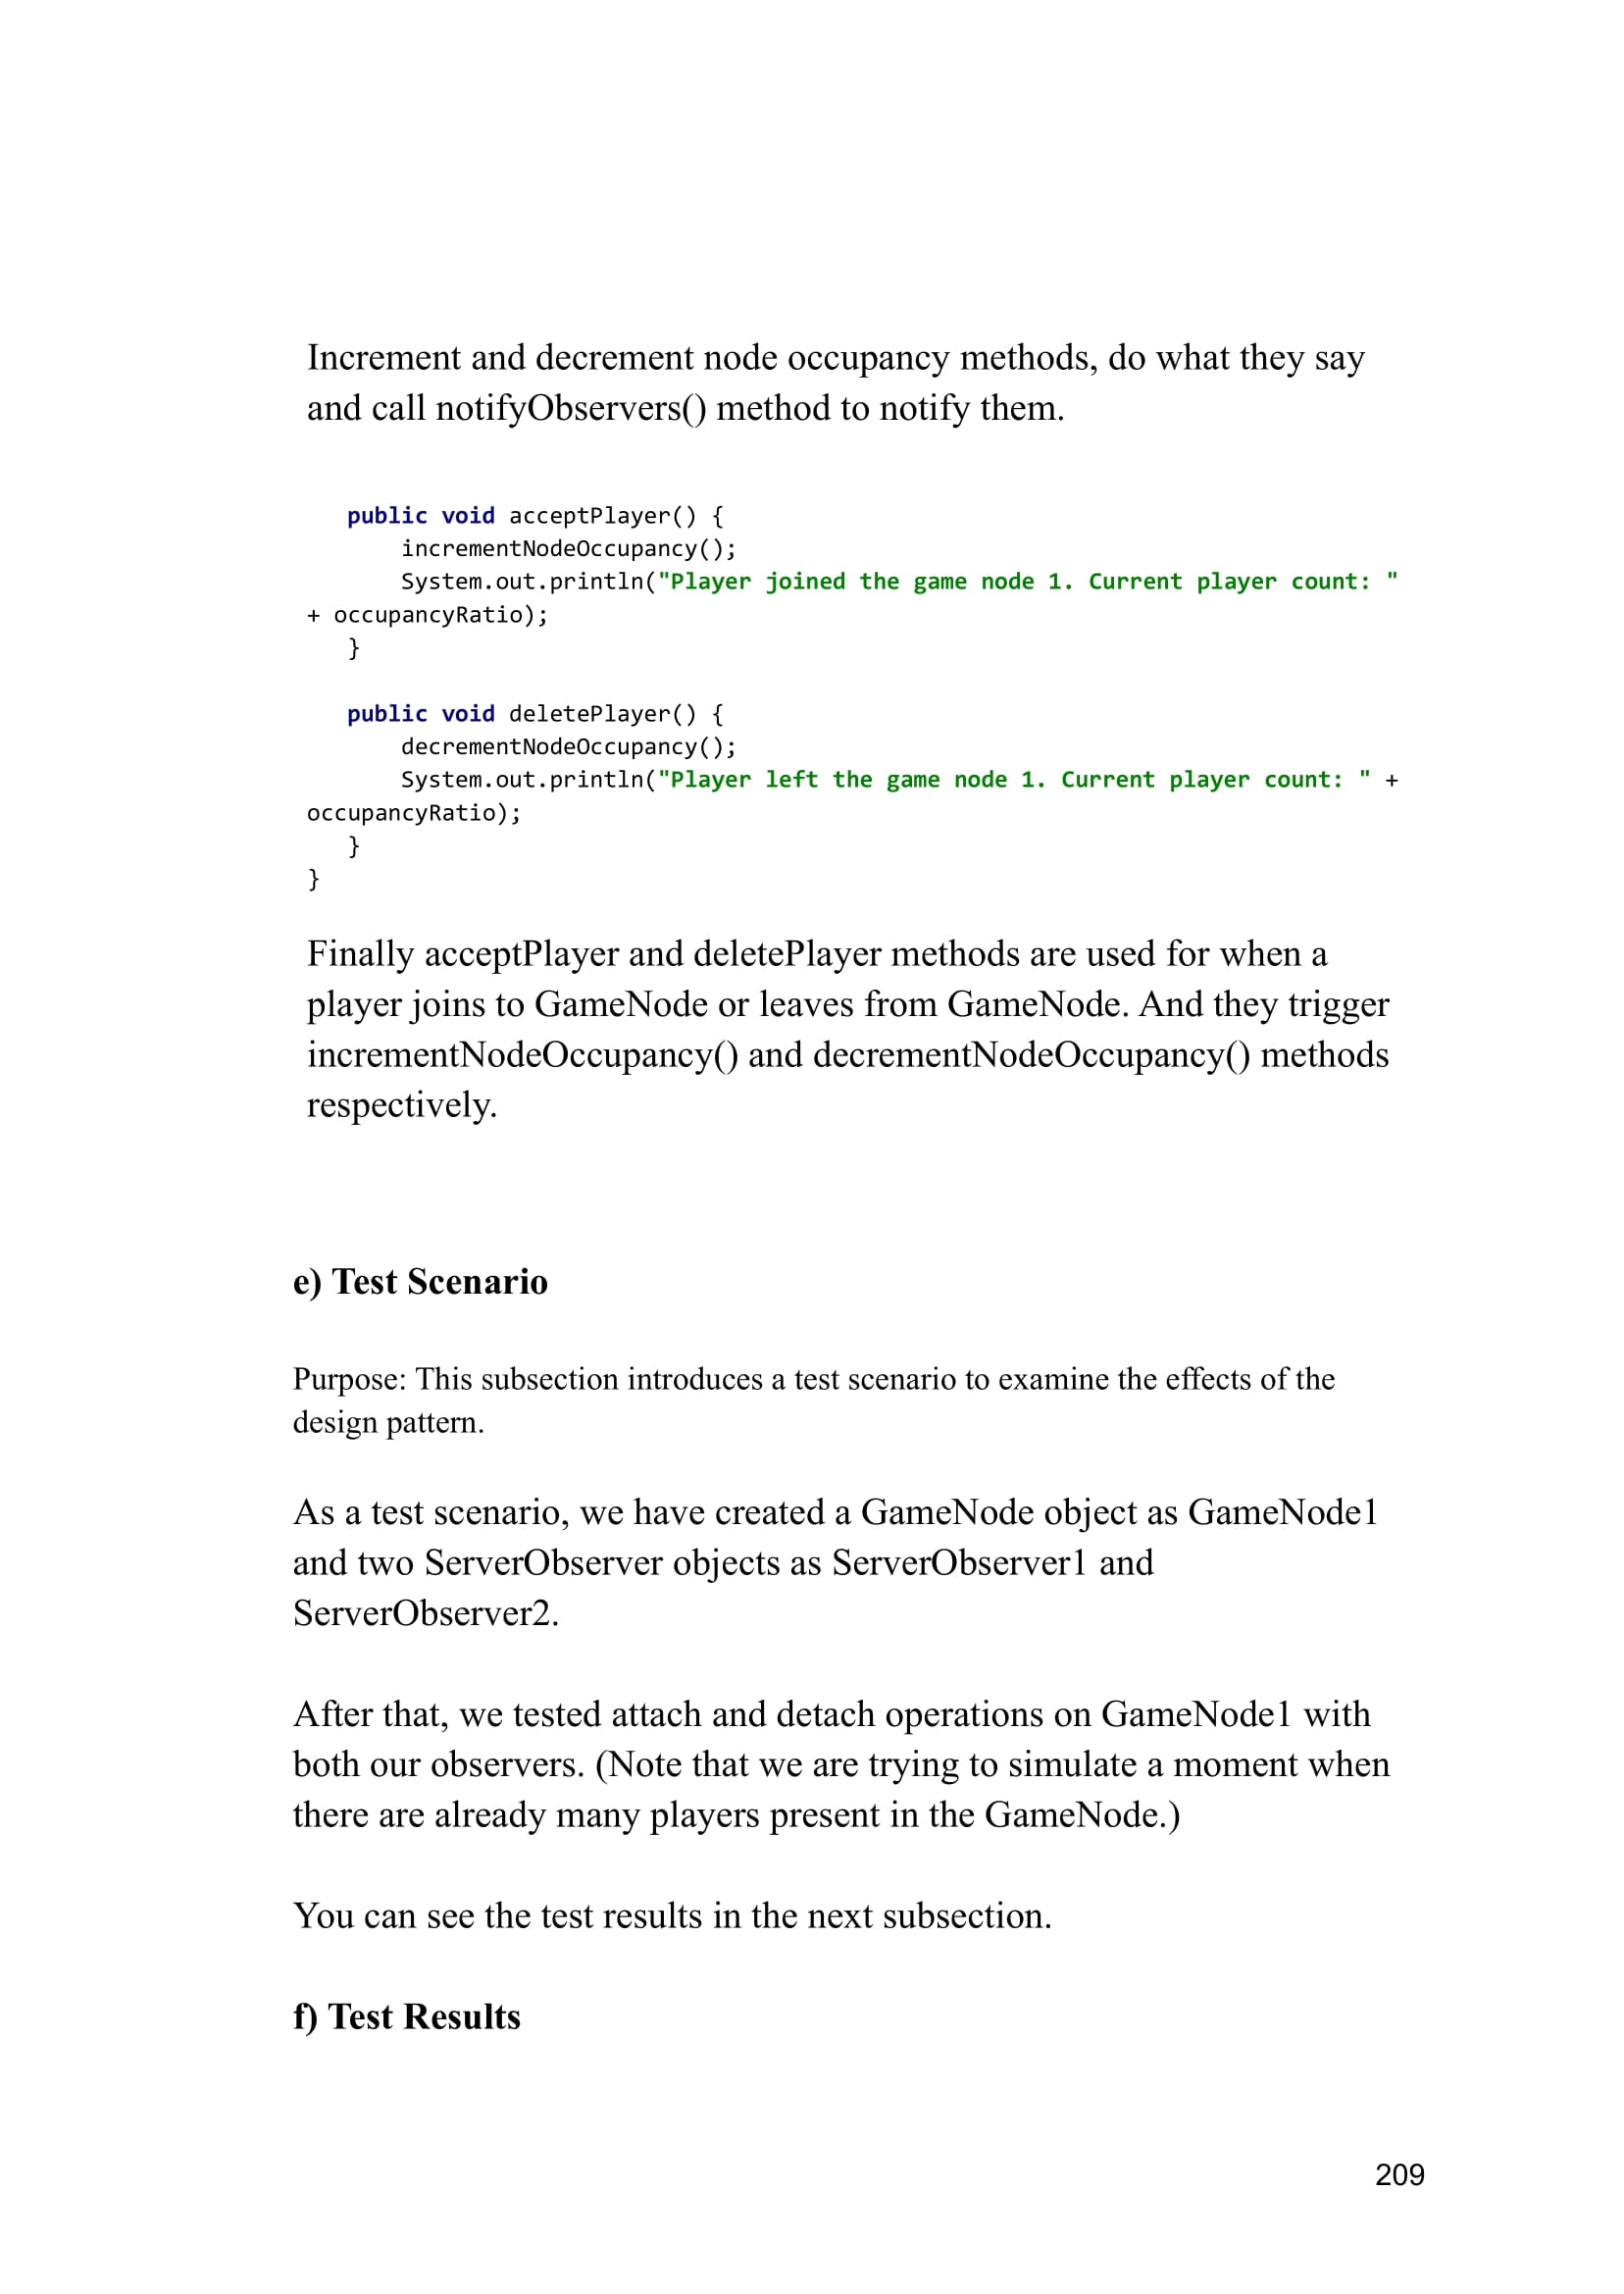 Increment and decrement node occupancy methods, do what they say
and call notifyObservers() method to notify them.
public void acceptPlayer() {
incrementNodeOccupancy();
System.out.println("Player joined the game node 1. Current player count: "
+ occupancyRatio);
}
public void deletePlayer() {
decrementNodeOccupancy();
System.out.println("Player left the game node 1. Current player count: " +
occupancyRatio);
}
}
Finally acceptPlayer and deletePlayer methods are used for when a
player joins to GameNode or leaves from GameNode. And they trigger
incrementNodeOccupancy() and decrementNodeOccupancy() methods
respectively.
e) Test Scenario
Purpose: This subsection introduces a test scenario to examine the effects of the
design pattern.
As a test scenario, we have created a GameNode object as GameNode1
and two ServerObserver objects as ServerObserver1 and
ServerObserver2.
After that, we tested attach and detach operations on GameNode1 with
both our observers. (Note that we are trying to simulate a moment when
there are already many players present in the GameNode.)
You can see the test results in the next subsection.
f) Test Results
209